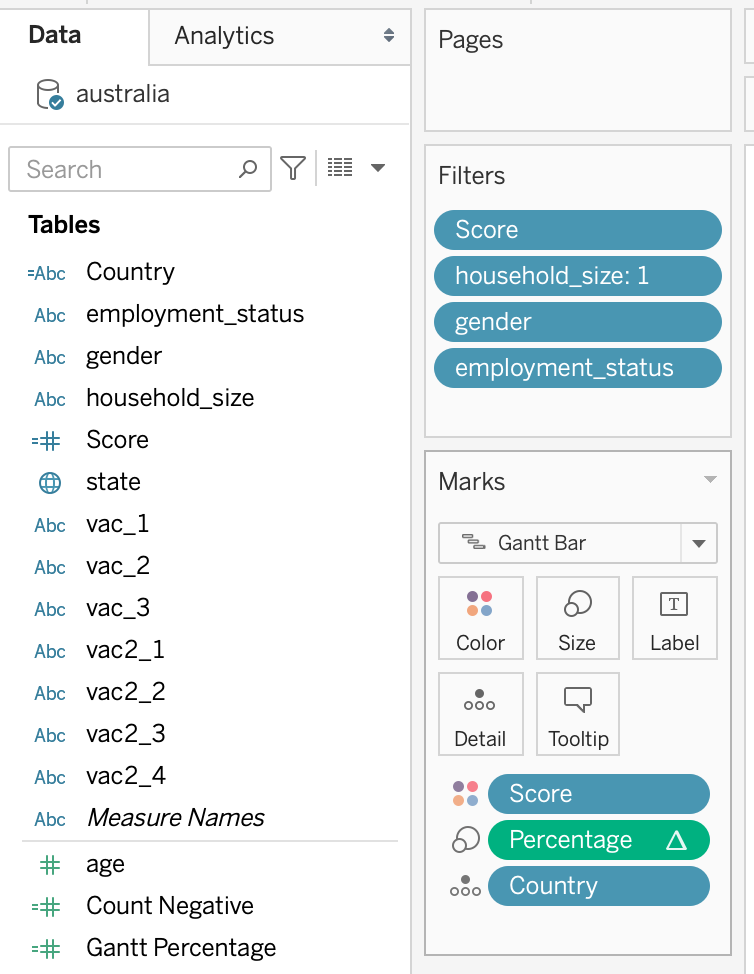 Data
Analytics
australia
Search
Tables
=Abc Country
Abc employment_status
Abc gender
Abc household_size
=# Score
state
Abc vac_1
Abc vac_2
Abc vac_3
Abc vac2_1
Abc vac2_2
Abc vac2_3
Abc vac2_4
Abc Measure Names
# age
=# Count Negative
=# Gantt Percentage
Pages
Filters
Score
household_size: 1
gender
employment_status
Marks
Gantt Bar
Color
Size
T
Label
Detail
Tooltip
Score
Percentage △
Country